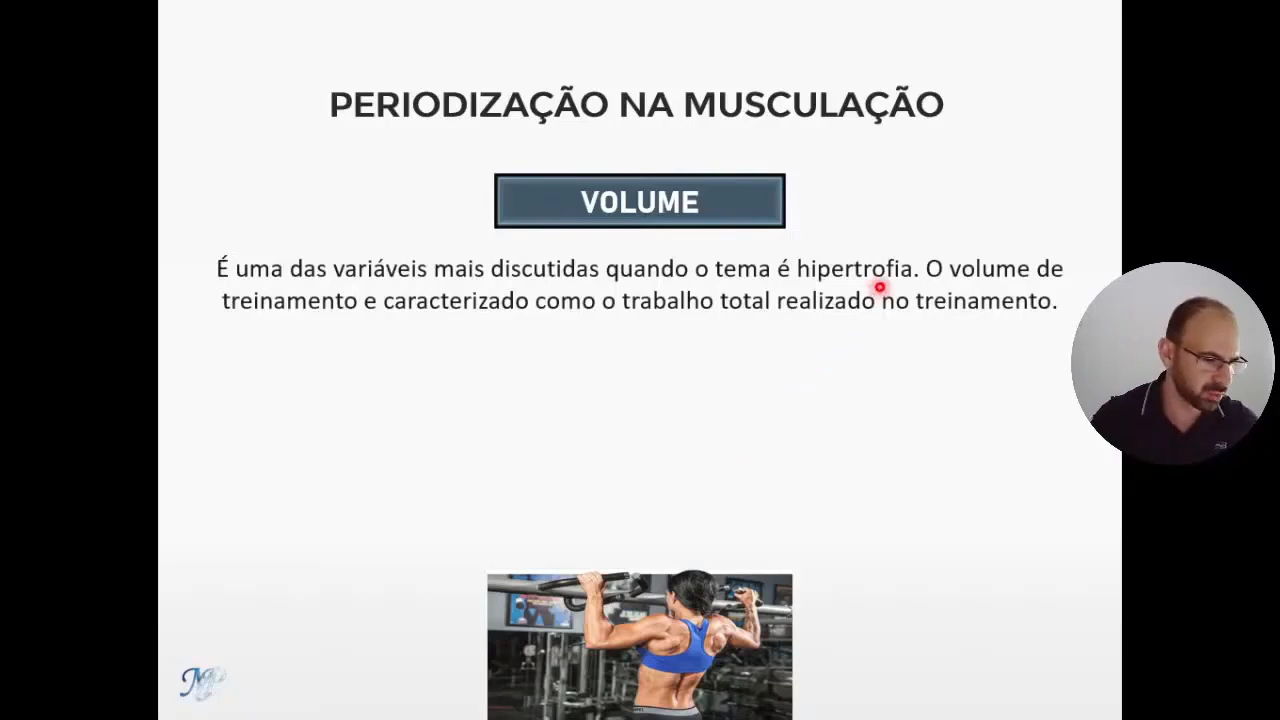 PERIODIZAÇÃO NA MUSCULAÇÃO
VOLUME
É uma das variáveis mais discutidas quando o tema é hipertrofia. O volume de
treinamento e caracterizado como o trabalho total realizado no treinamento.